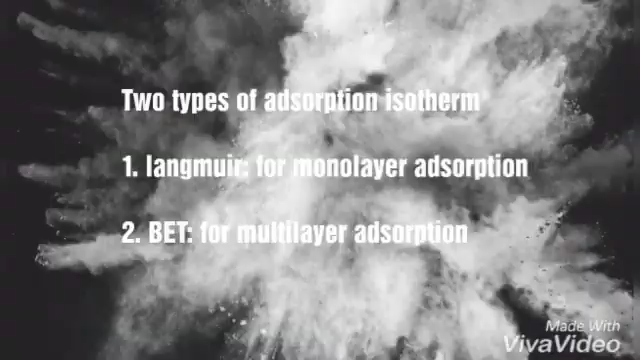 Two types of adsorption isotherm
1. langmuir: for monolayer adsorption
2. BET: for multilayer adsorption
Made With
VivaVideo